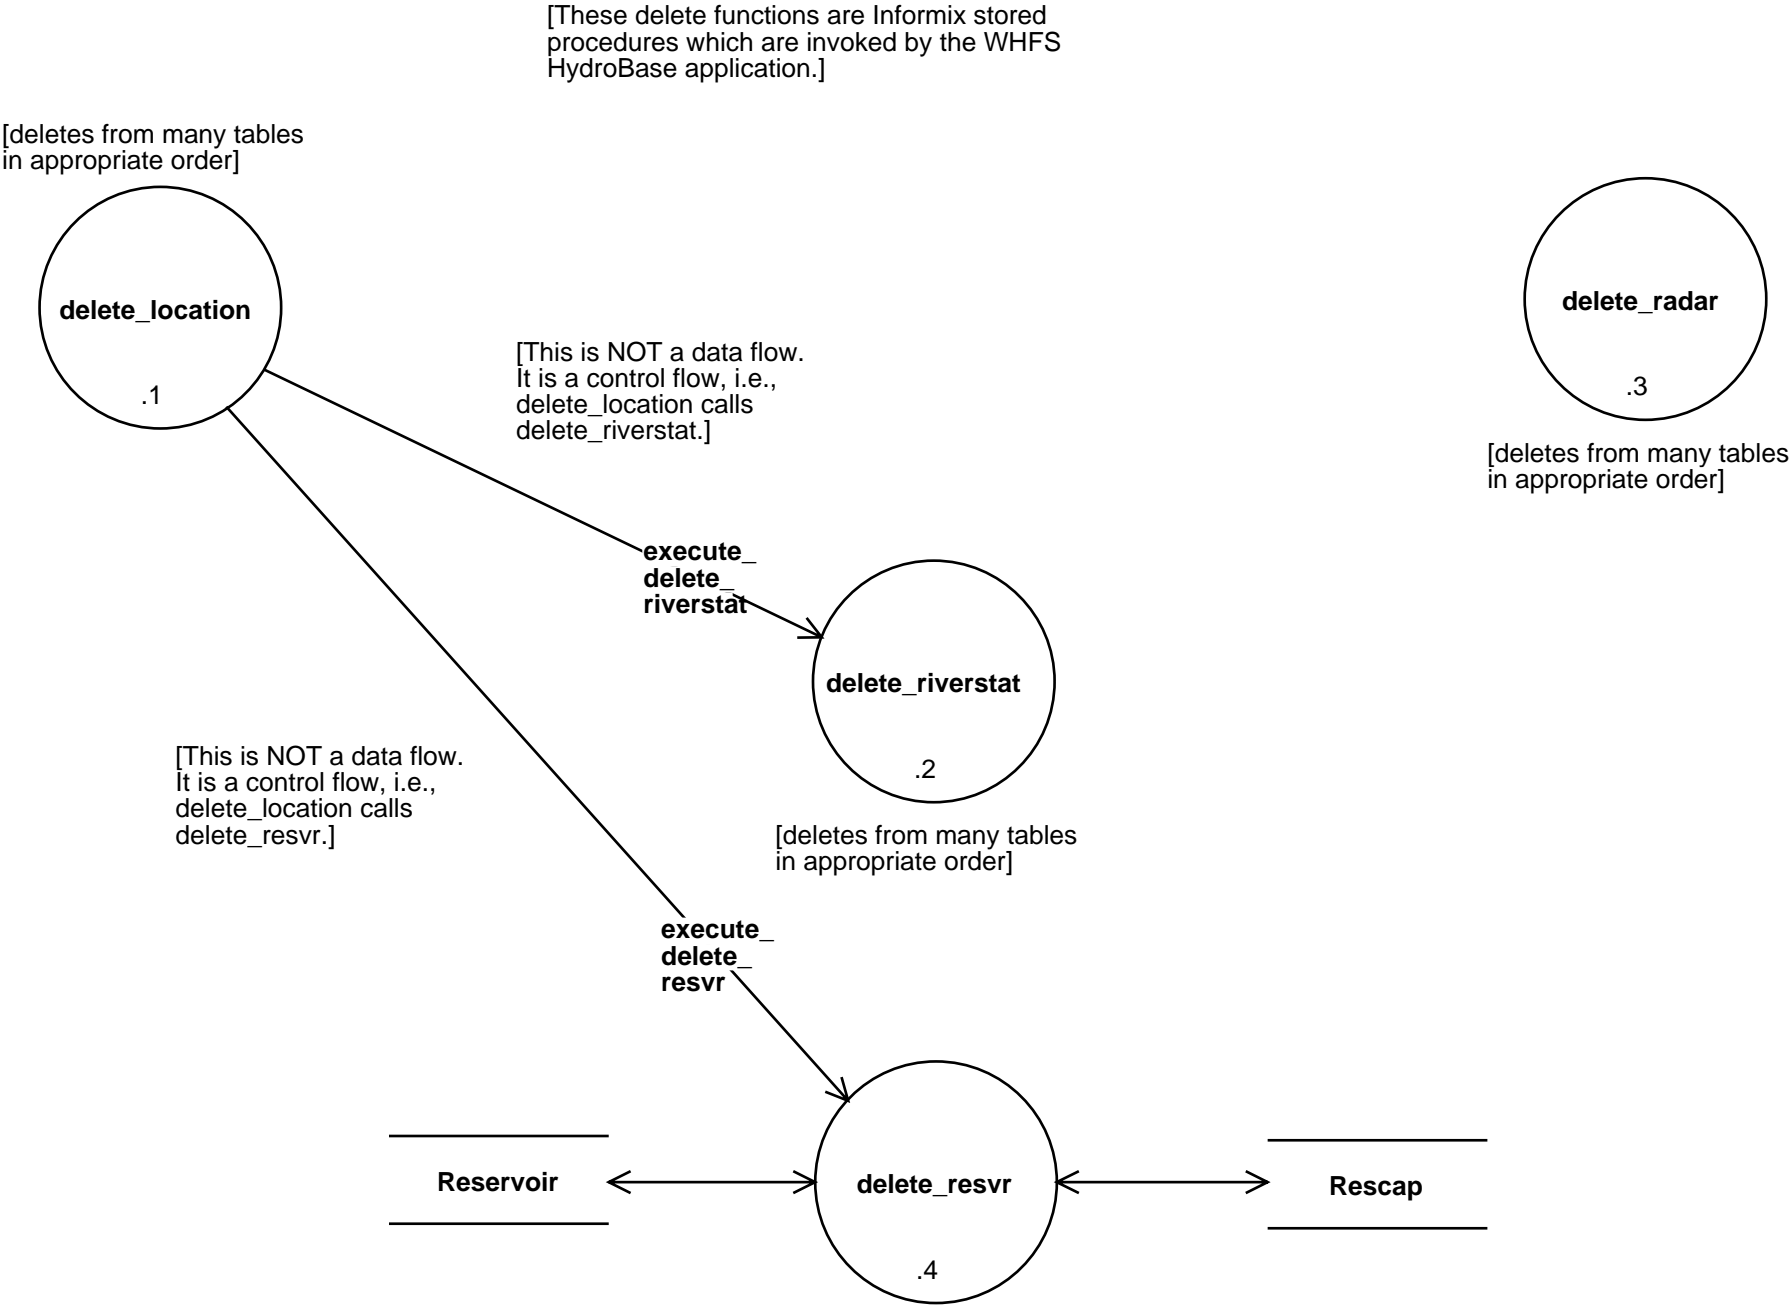 [These delete functions are Informix stored
procedures which are invoked by the WHFS
HydroBase application.]
[deletes from many tables
in appropriate order]
delete_location
.1
delete_radar
.3
[deletes from many tables
in appropriate order]
[This is NOT a data flow.
It is a control flow, i.e.,
delete_location calls
delete_riverstat.]
execute_
delete_
riverstat
delete_riverstat
.2
[deletes from many tables
in appropriate order]
[This is NOT a data flow.
It is a control flow, i.e.,
delete_location calls
delete_resvr.]
execute_
delete_
resvr
Reservoir
delete_resvr
.4
Rescap